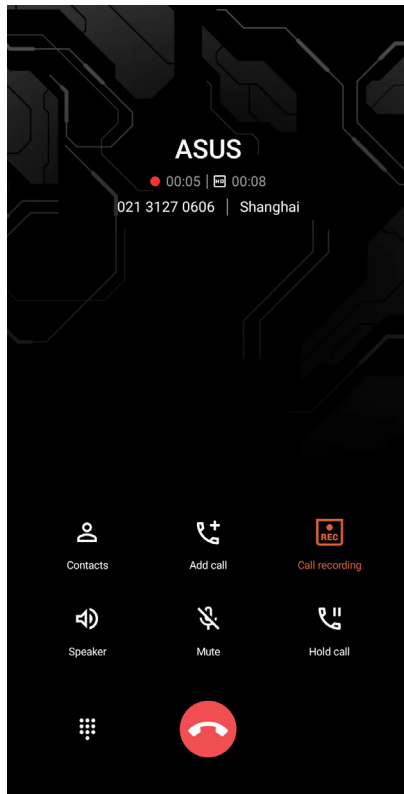 ASUS
00:05 | HD 00:08
021 3127 0606 | Shanghai
Contacts Add call REC Call recording
Speaker Mute Hold call